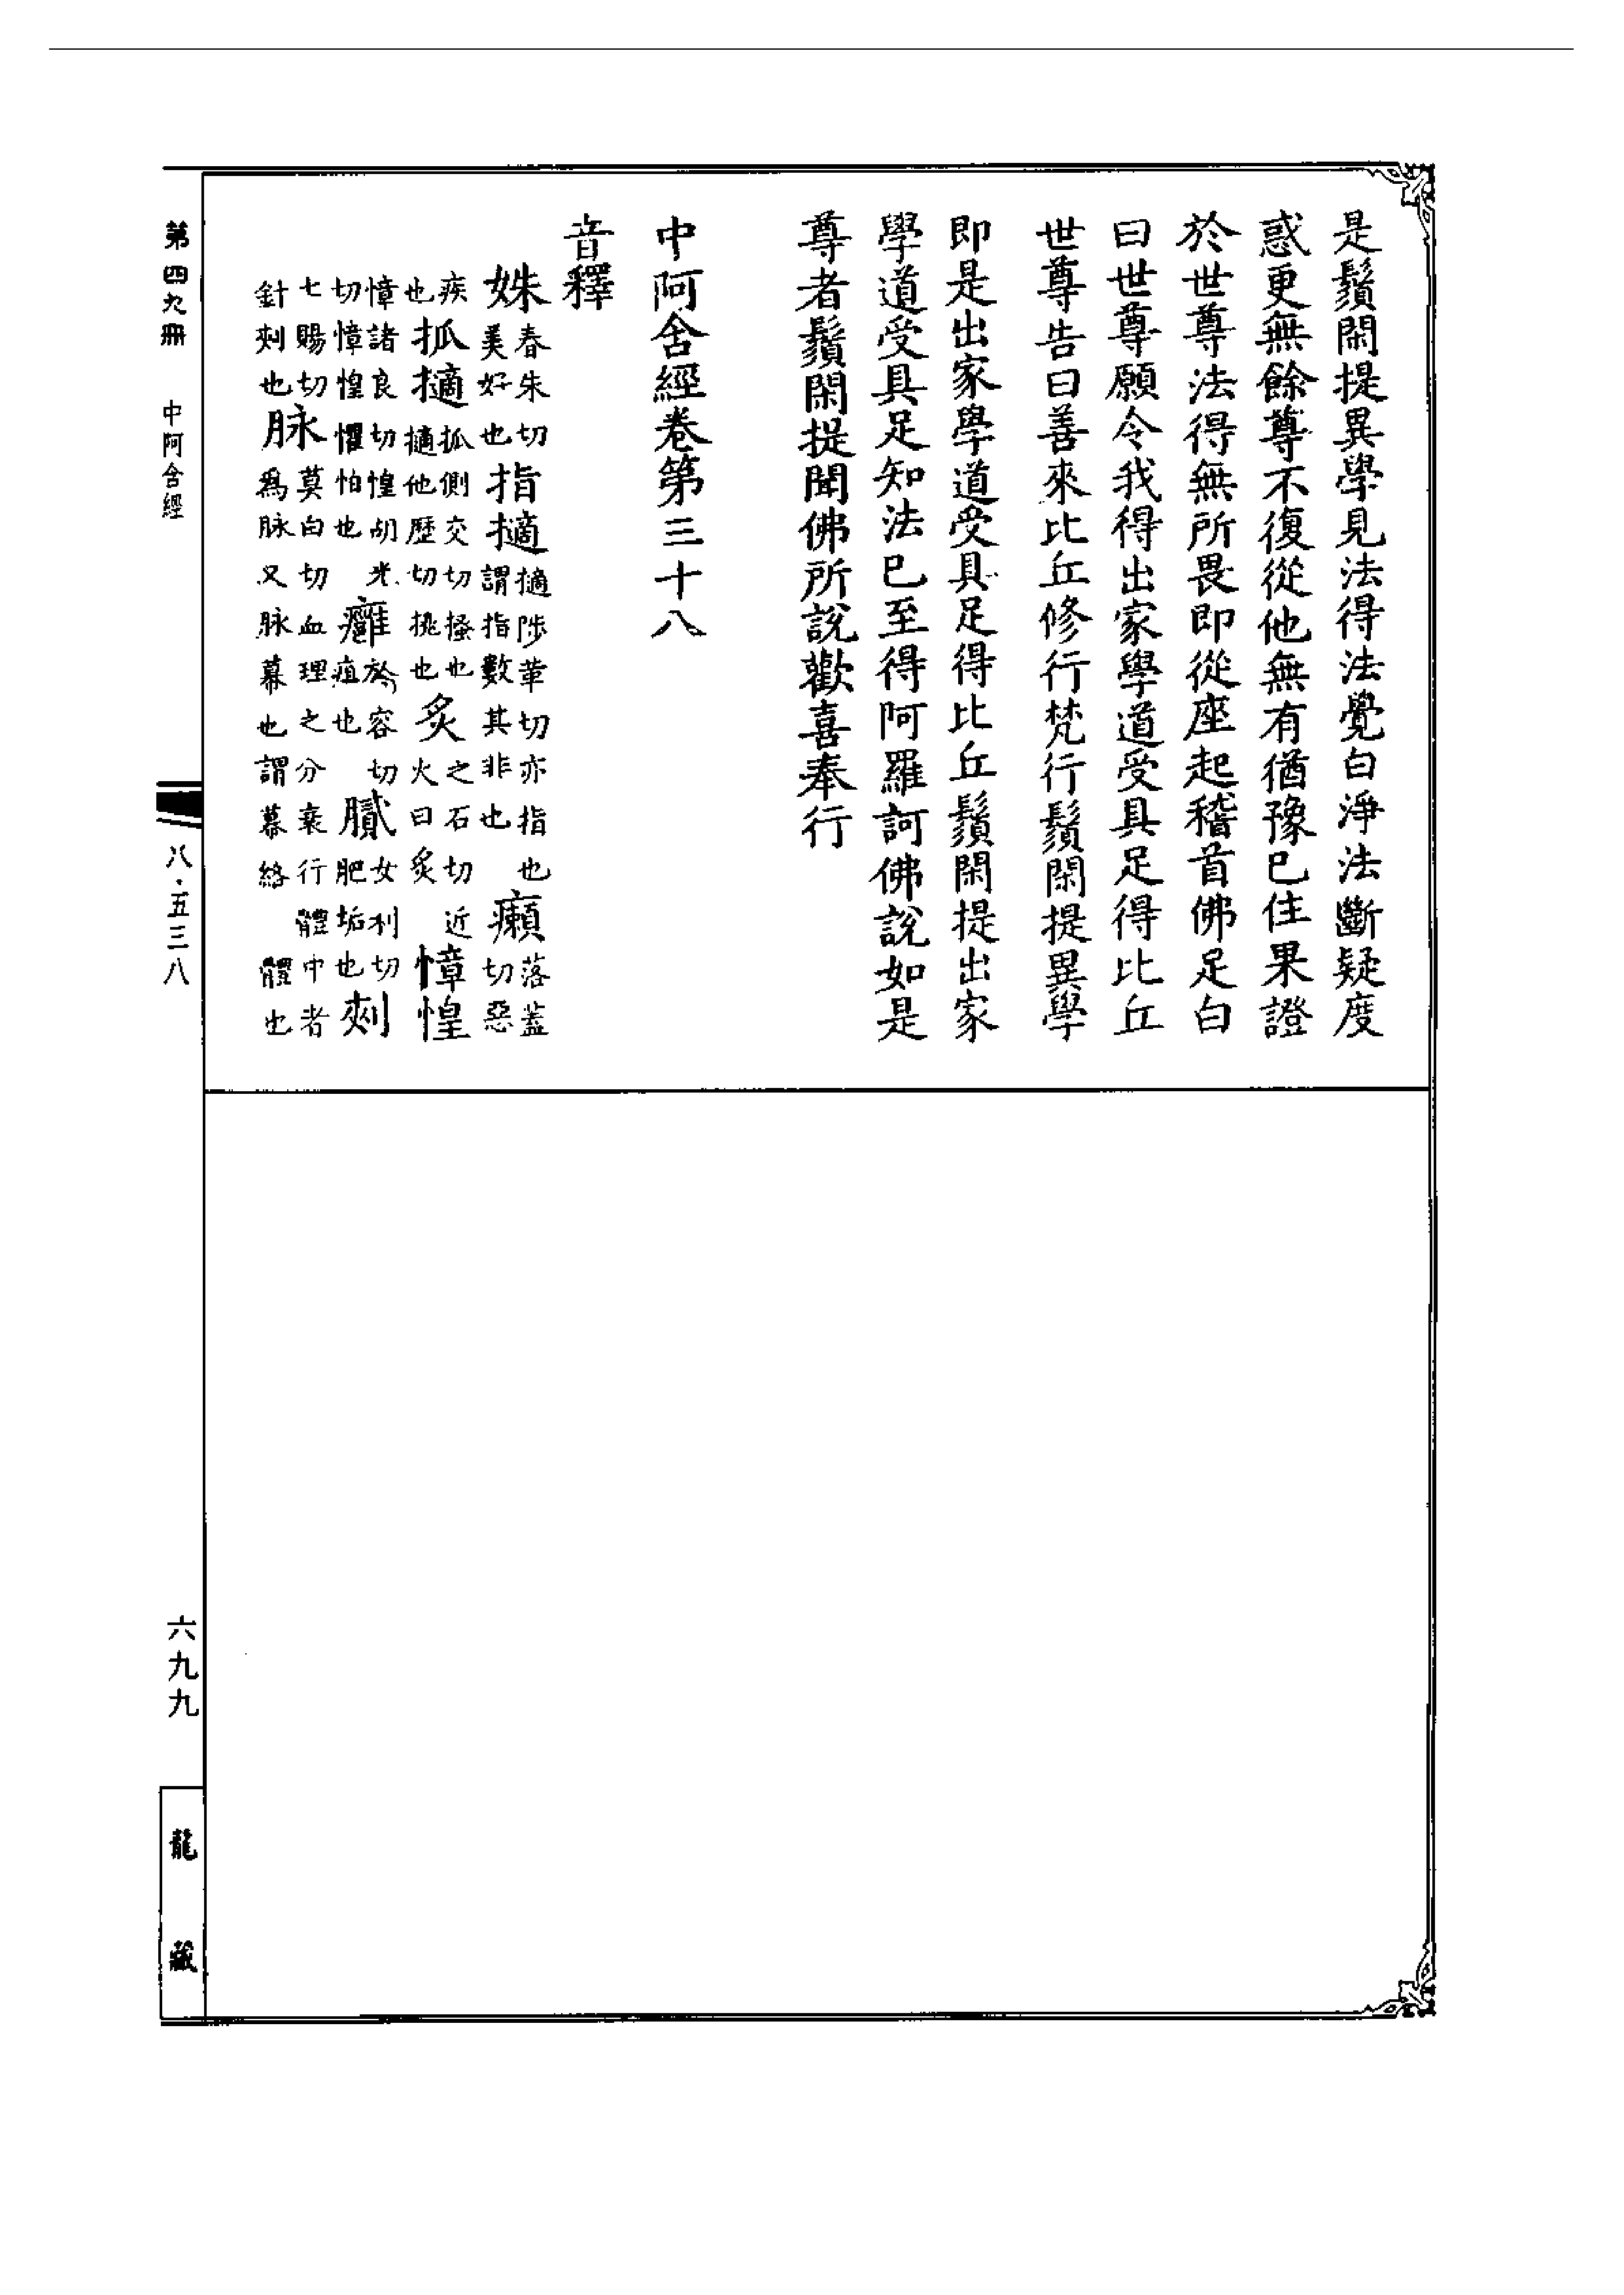 是鬚閑提異學見法得法覺白淨法斷疑度
惑更無餘尊不復從他無有猶豫已住果證
於世尊法得無所畏即從座起稽首佛足白
曰世尊願令我得出家學道受具足得比丘
世尊告曰善來比丘修行梵行鬚閑提異學
即是出家學道受具足得比丘鬚閑提出家
學道受具足知法已至得阿羅訶佛說如是
尊者鬚閑提聞佛所說歡喜奉行
中阿舍經卷第三十八
音釋
姝春朱切美好也指擿擿陟革切亦指也謂指數其非也癩落蓋切惡
疾也抓擿抓側交切搔也擿他歷切挑也炙之石切近火曰炙慞惶
慞諸良切惶胡光切慞惶懼怕也癰於容切疽也膩女利切肥垢也刾
七賜切針刾也脉莫白切血理之分衺行體中者爲脉又脉幕也謂幕絡體也
第四九冊 中阿含經
八·五三八
六九九
龍藏